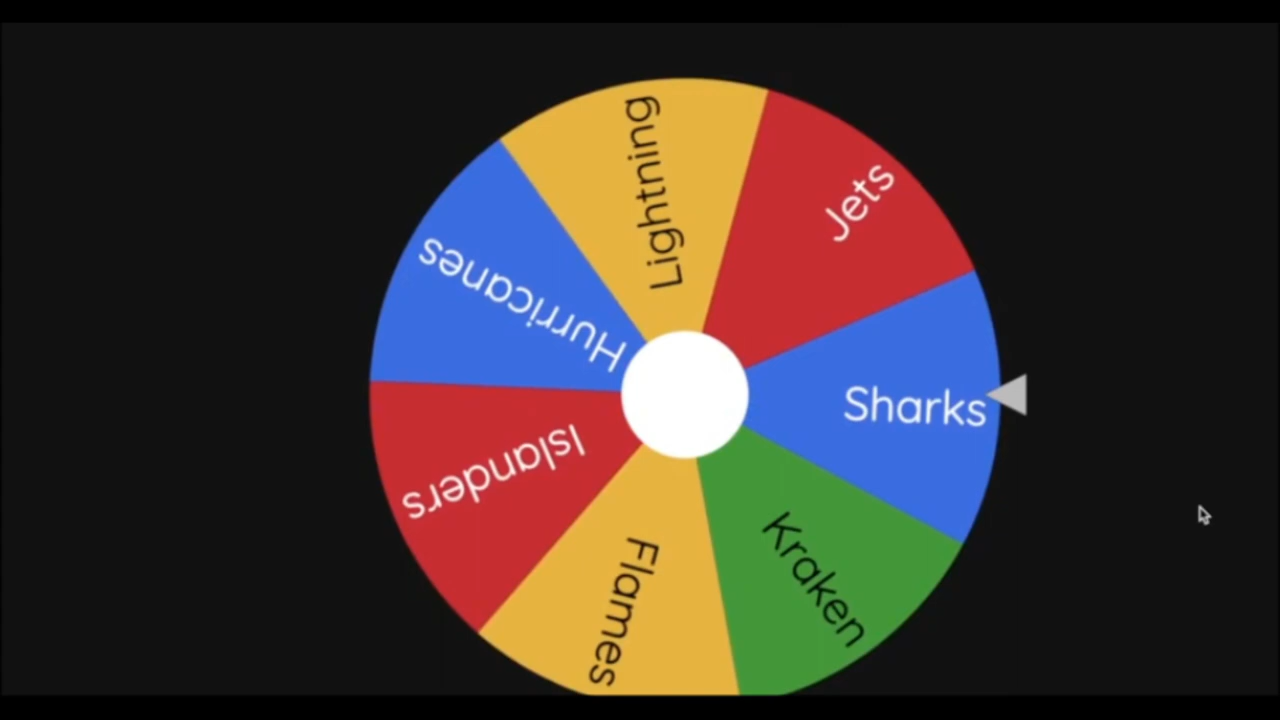 Lightning
Jets
Sharks
Kraken
Flames
Islanders
Hurricanes